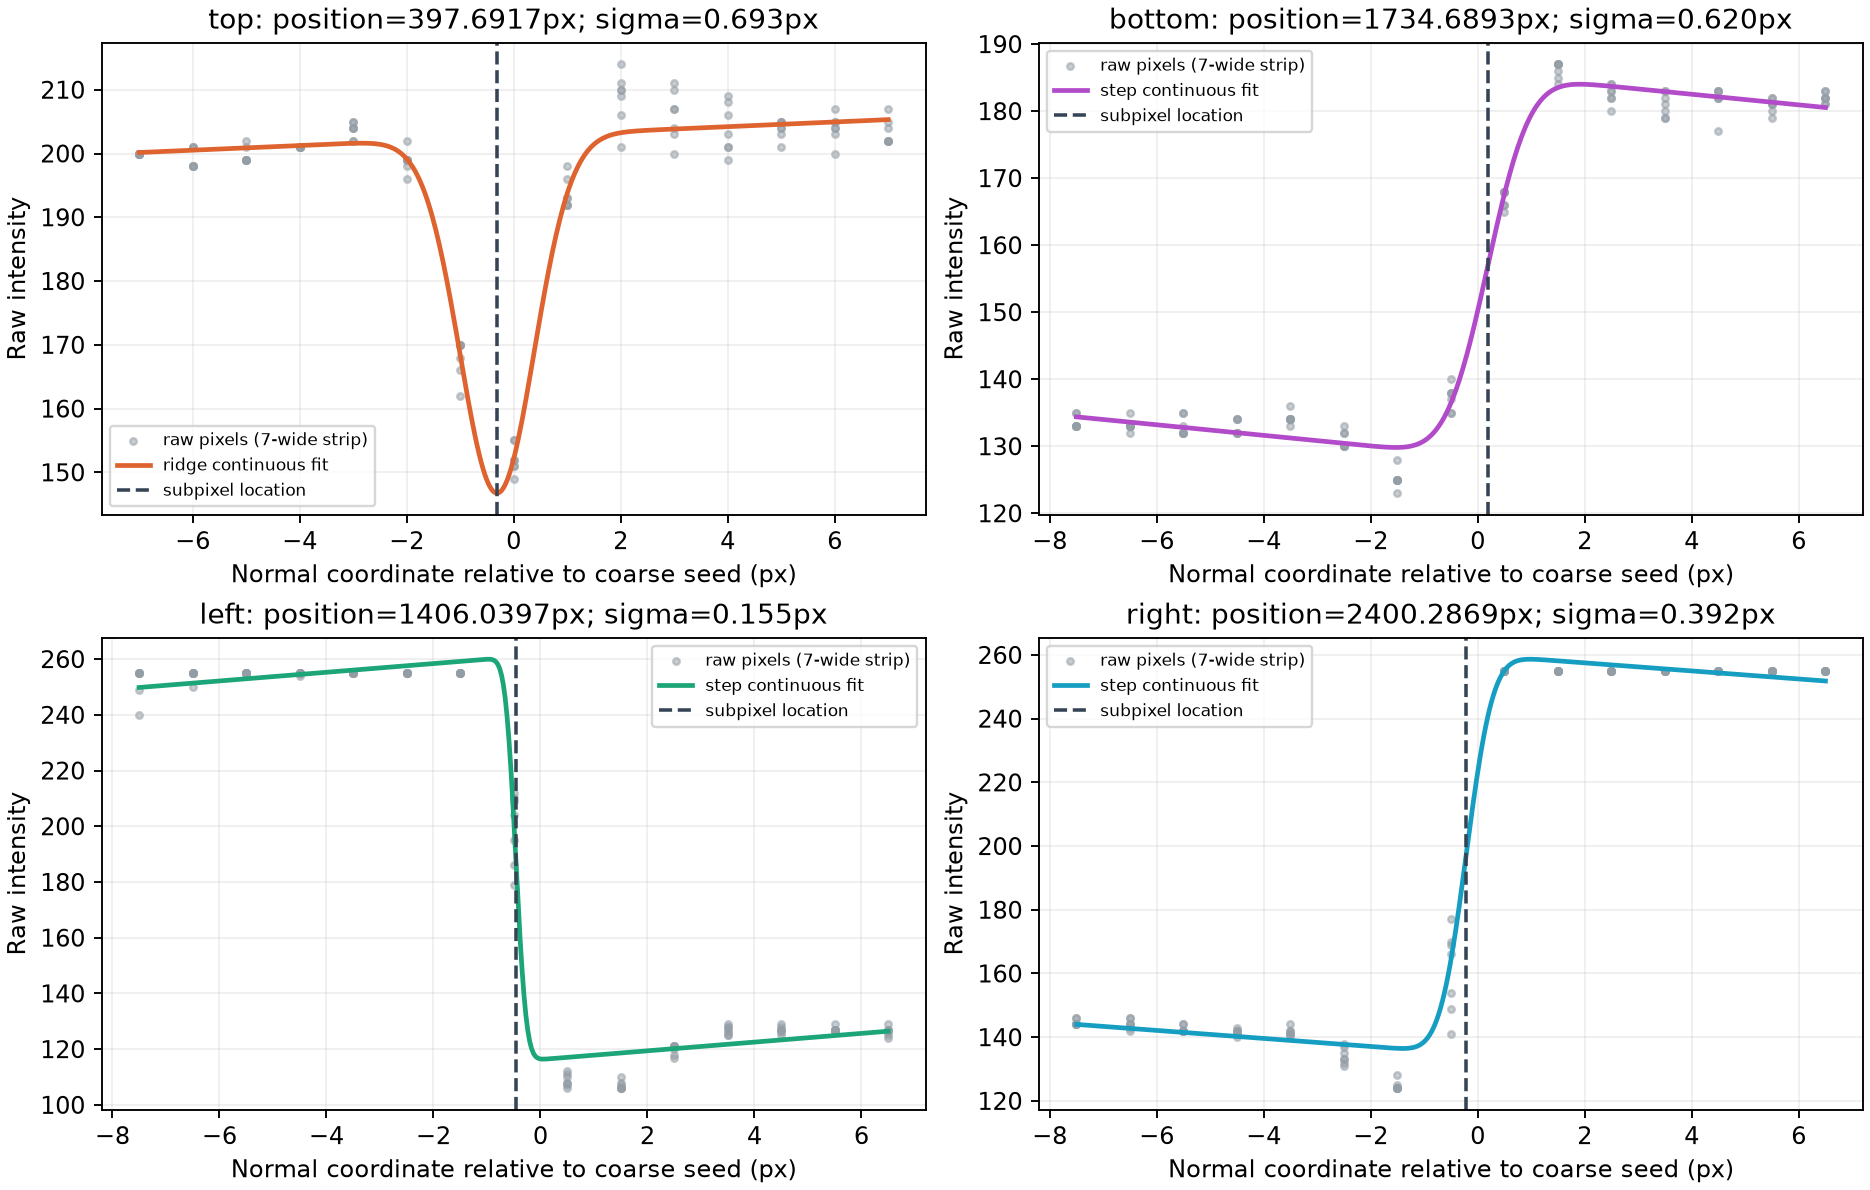 top: position=397.6917px; sigma=0.693px
210
200
190
180
170
160
150
Raw intensity
raw pixels (7-wide strip)
ridge continuous fit
subpixel location
−6
−4
−2
0
2
4
6
Normal coordinate relative to coarse seed (px)
bottom: position=1734.6893px; sigma=0.620px
190
180
170
160
150
140
130
120
Raw intensity
raw pixels (7-wide strip)
step continuous fit
subpixel location
−8
−6
−4
−2
0
2
4
6
Normal coordinate relative to coarse seed (px)
left: position=1406.0397px; sigma=0.155px
260
240
220
200
180
160
140
120
100
Raw intensity
raw pixels (7-wide strip)
step continuous fit
subpixel location
−8
−6
−4
−2
0
2
4
6
Normal coordinate relative to coarse seed (px)
right: position=2400.2869px; sigma=0.392px
260
240
220
200
180
160
140
120
Raw intensity
raw pixels (7-wide strip)
step continuous fit
subpixel location
−8
−6
−4
−2
0
2
4
6
Normal coordinate relative to coarse seed (px)